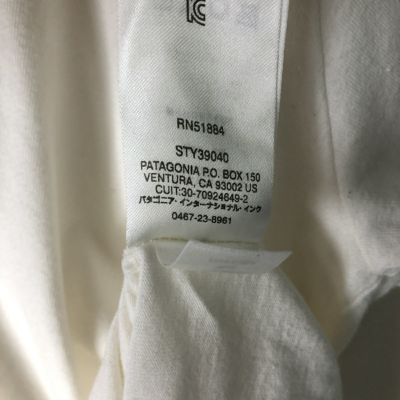 RN51884
STY39040
PATAGONIA P.O. BOX 150
VENTURA, CA 93002 US
CUIT:30-70924649-2
パタゴニア・インターナショナル・インク
0467-23-8961